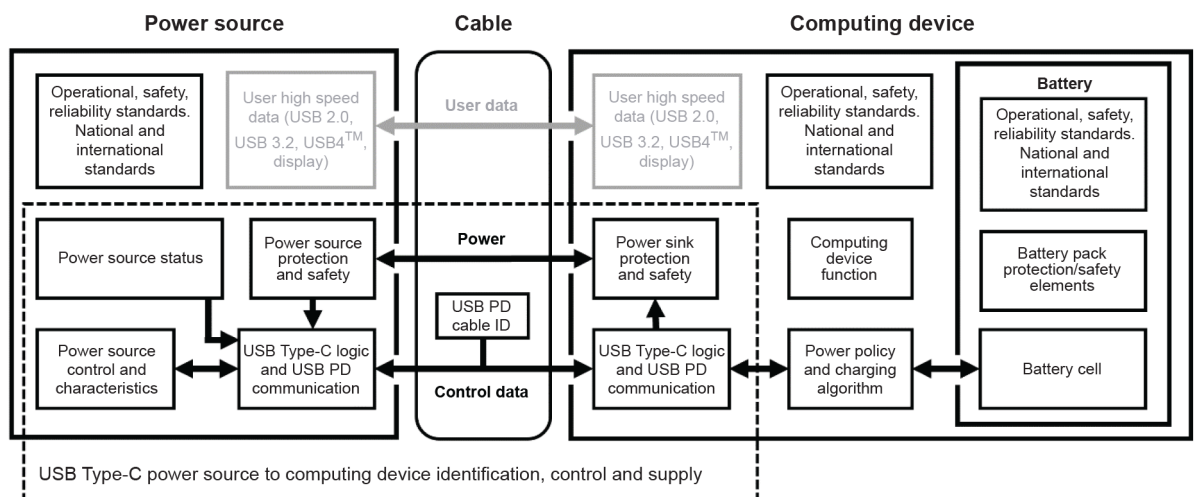 Power source
Cable
Computing device
Operational, safety,
reliability standards.
National and
international
standards
User high speed
data (USB 2.0,
USB 3.2, USB4™,
display)
User data
User high speed
data (USB 2.0,
USB 3.2, USB4™,
display)
Operational, safety,
reliability standards.
National and
international
standards
Battery
Operational, safety,
reliability standards.
National and
international
standards
Power source status
Power source
protection
and safety
Power
Power sink
protection
and safety
Computing
device
function
Battery pack
protection/safety
elements
USB PD
cable ID
Power source
control and
characteristics
USB Type-C logic
and USB PD
communication
Control data
USB Type-C logic
and USB PD
communication
Power policy
and charging
algorithm
Battery cell
USB Type-C power source to computing device identification, control and supply